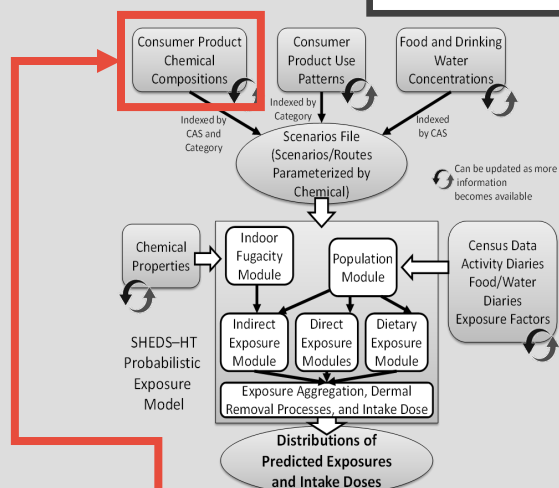 Consumer Product
Chemical
Compositions
Consumer
Product Use
Patterns
Food and Drinking
Water
Concentrations
Indexed by
CAS and
Category
Indexed by
Category
Indexed
by CAS
Scenarios File
(Scenarios/Routes
Parameterized by
Chemical)
Can be updated as more
information
becomes available
Chemical
Properties
Indoor
Fugacity
Module
Population
Module
Census Data
Activity Diaries
Food/Water
Diaries
Exposure Factors
SHEDS–HT
Probabilistic
Exposure
Model
Indirect
Exposure
Module
Direct
Exposure
Modules
Dietary
Exposure
Module
Exposure Aggregation, Dermal
Removal Processes, and Intake Dose
Distributions of
Predicted Exposures
and Intake Doses